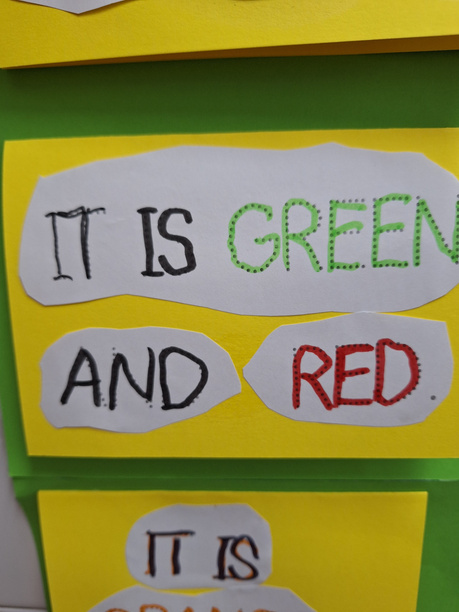 IT IS GREEN
AND RED.
IT IS